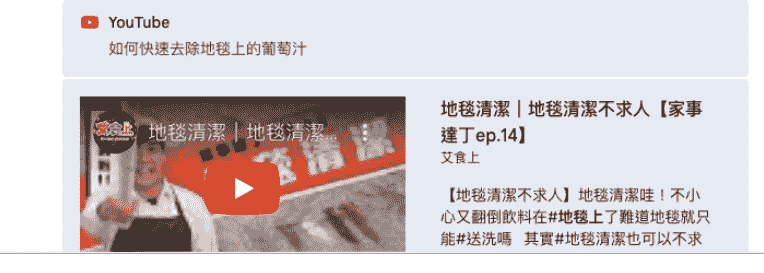 YouTube
如何快速去除地毯上的葡萄汁
艾食上
地毯清潔｜地毯清潔...
地毯清潔｜地毯清潔不求人【家事
達丁ep.14】
艾食上
【地毯清潔不求人】地毯清潔哇！不小
心又翻倒飲料在#地毯上了難道地毯就只
能#送洗嗎 其實#地毯清潔也可以不求